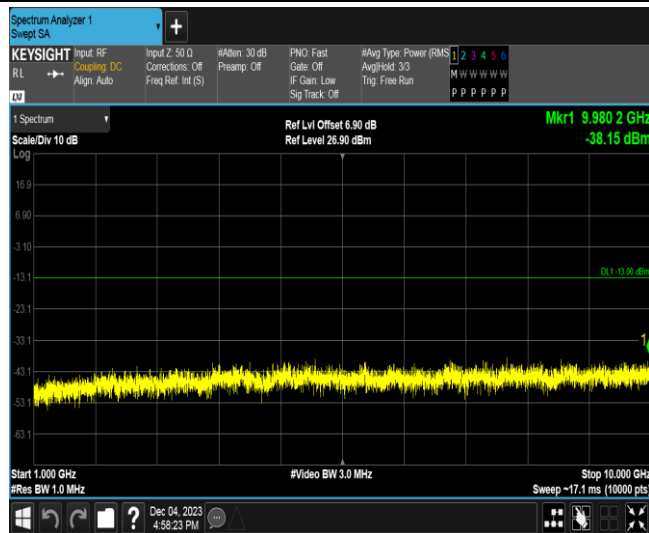 Spectrum Analyzer 1
Swept SA
+
KEYSIGHT
RL
Input: RF
Coupling: DC
Align: Auto
Input Z: 50 Ω
Corrections: Off
Freq Ref: Int (S)
#Atten: 30 dB
Preamp: Off
PNO: Fast
Gate: Off
IF Gain: Low
Sig Track: Off
#Avg Type: Power (RMS
Avg|Hold: 3/3
Trig: Free Run
1 2 3 4 5 6
M W W W W W
P P P P P P
1 Spectrum
Scale/Div 10 dB
Log
Ref Lvl Offset 6.90 dB
Ref Level 26.90 dBm
Mkr1 9.980 2 GHz
-38.15 dBm
16.9
6.90
-3.10
-13.1
DL1 -13.00 dBm
-23.1
-33.1
1
-43.1
-53.1
-63.1
Start 1.000 GHz
#Video BW 3.0 MHz
Stop 10.000 GHz
#Res BW 1.0 MHz
Sweep ~17.1 ms (10000 pts)
?
Dec 04, 2023
4:58:23 PM